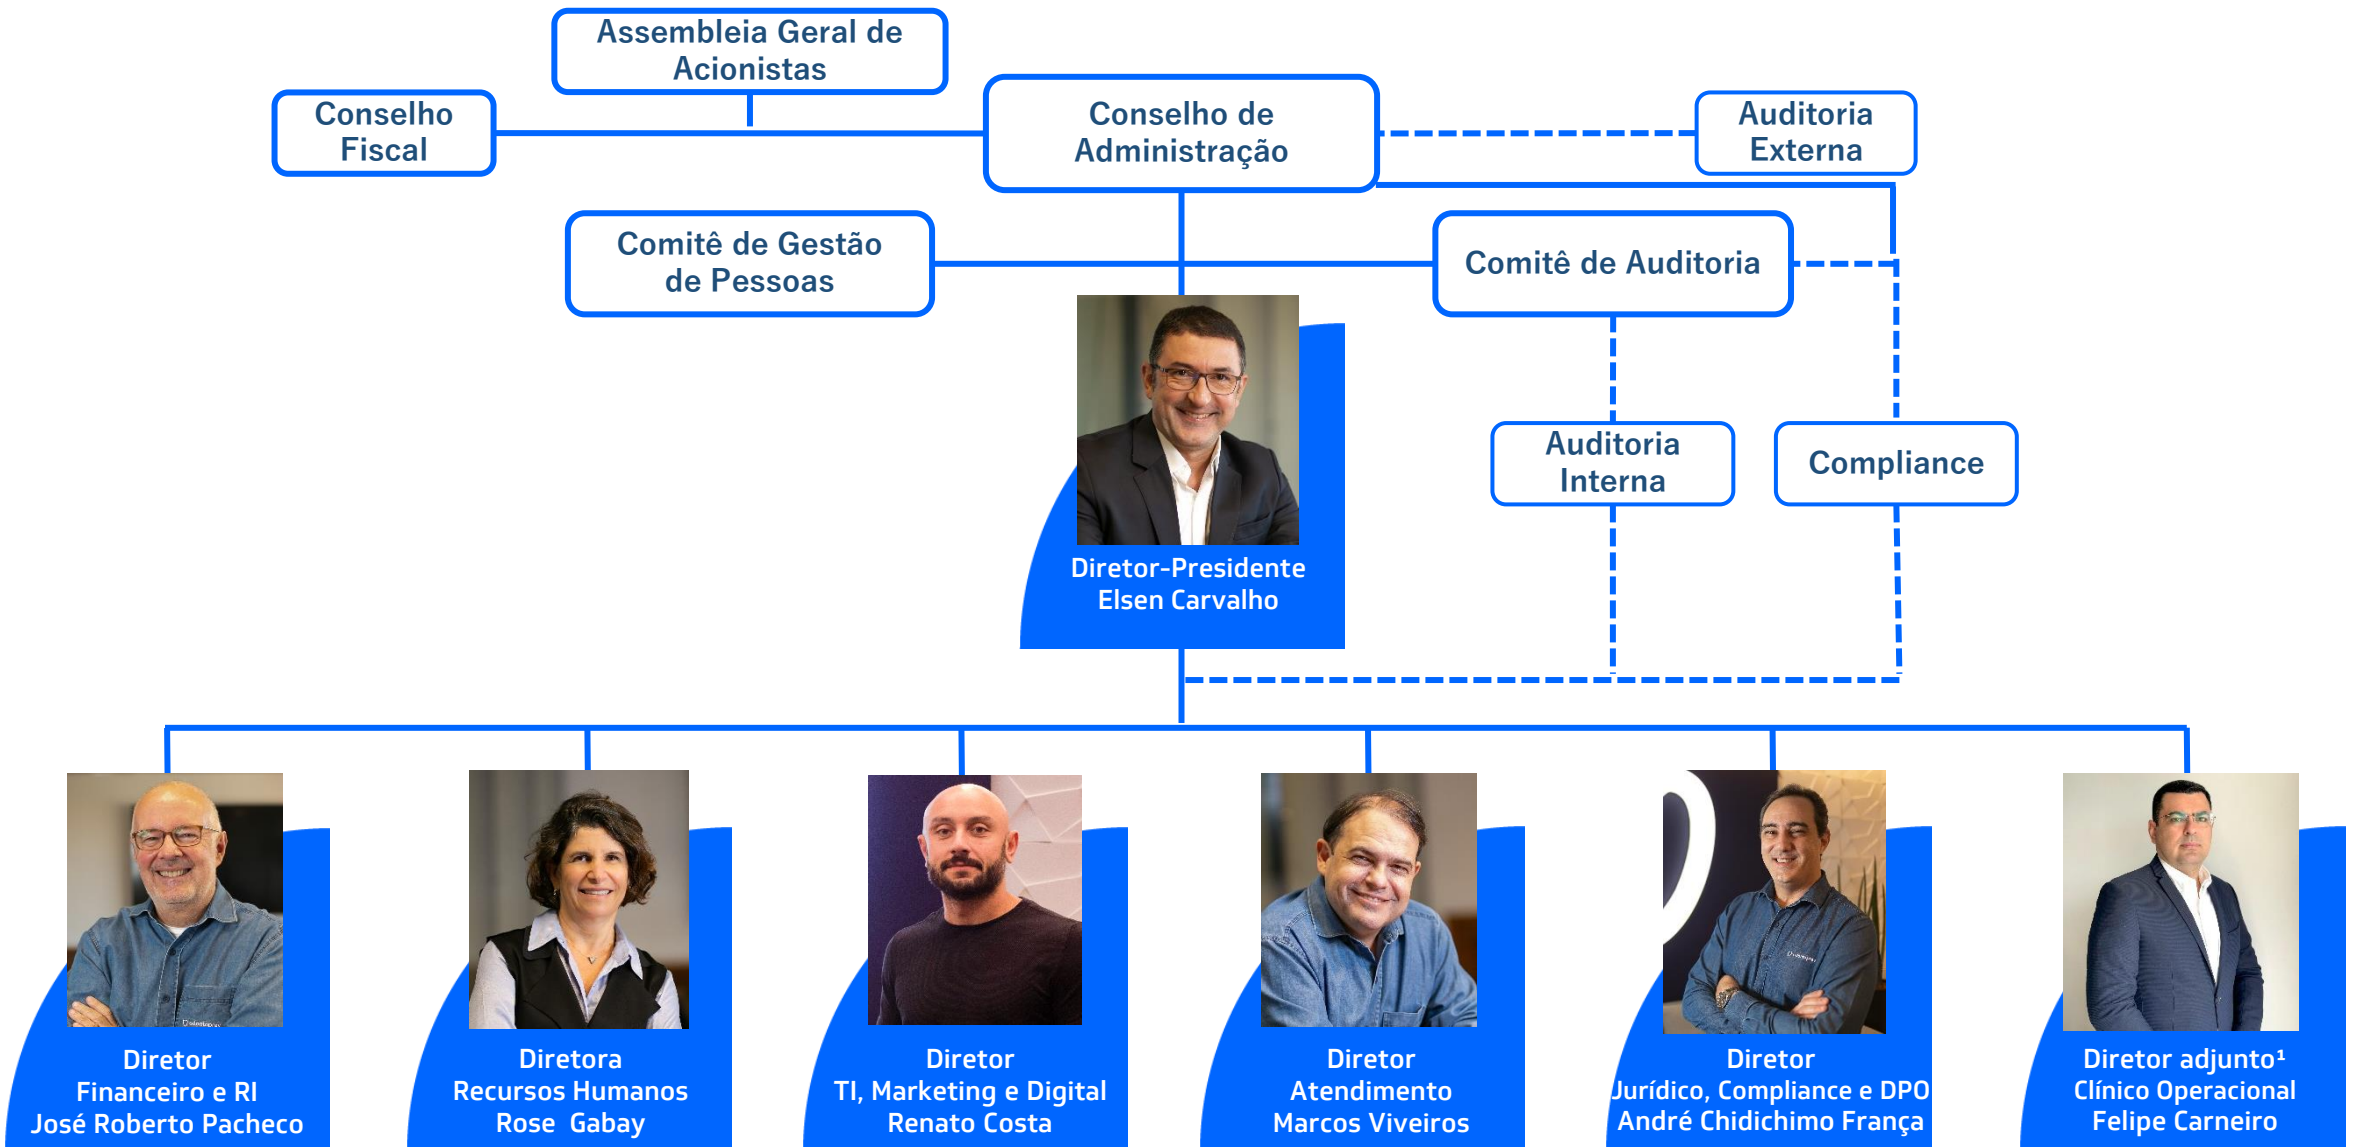 Assembleia Geral de
Acionistas
Conselho
Fiscal
Conselho de
Administração
Auditoria
Externa
Comitê de Gestão
de Pessoas
Comitê de Auditoria
Auditoria
Interna
Compliance
Diretor-Presidente
Elsen Carvalho
Diretor
Financeiro e RI
José Roberto Pacheco
Diretora
Recursos Humanos
Rose Gabay
Diretor
TI, Marketing e Digital
Renato Costa
Diretor
Atendimento
Marcos Viveiros
Diretor
Jurídico, Compliance e DPO
André Chidichimo França
Diretor adjunto¹
Clínico Operacional
Felipe Carneiro